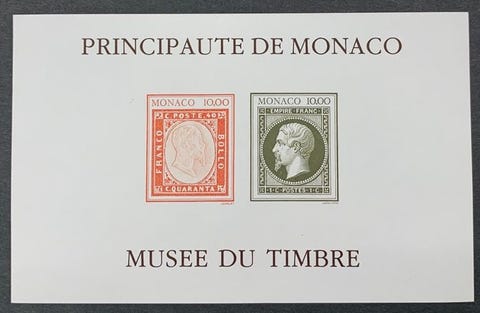 PRINCIPAUTE DE MONACO
MONACO 10,00
C. POSTE. 40
FRANCO
BOLLO
C. QUARANTA
MONACO 10,00
EMPIRE FRANC
1·C·POSTES·1·C
MUSEE DU TIMBRE